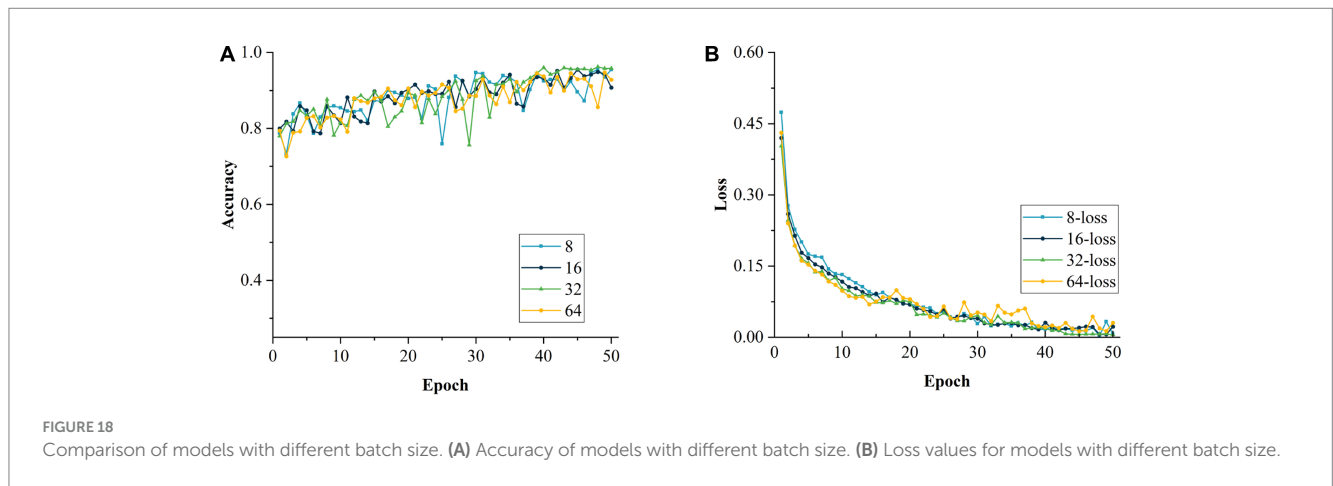 A
1.0
0.8
0.6
0.4
Accuracy
0
10
20
30
40
50
Epoch
8
16
32
64
B
0.60
0.45
0.30
0.15
0.00
Loss
0
10
20
30
40
50
Epoch
8-loss
16-loss
32-loss
64-loss
FIGURE 18
Comparison of models with different batch size. (A) Accuracy of models with different batch size. (B) Loss values for models with different batch size.